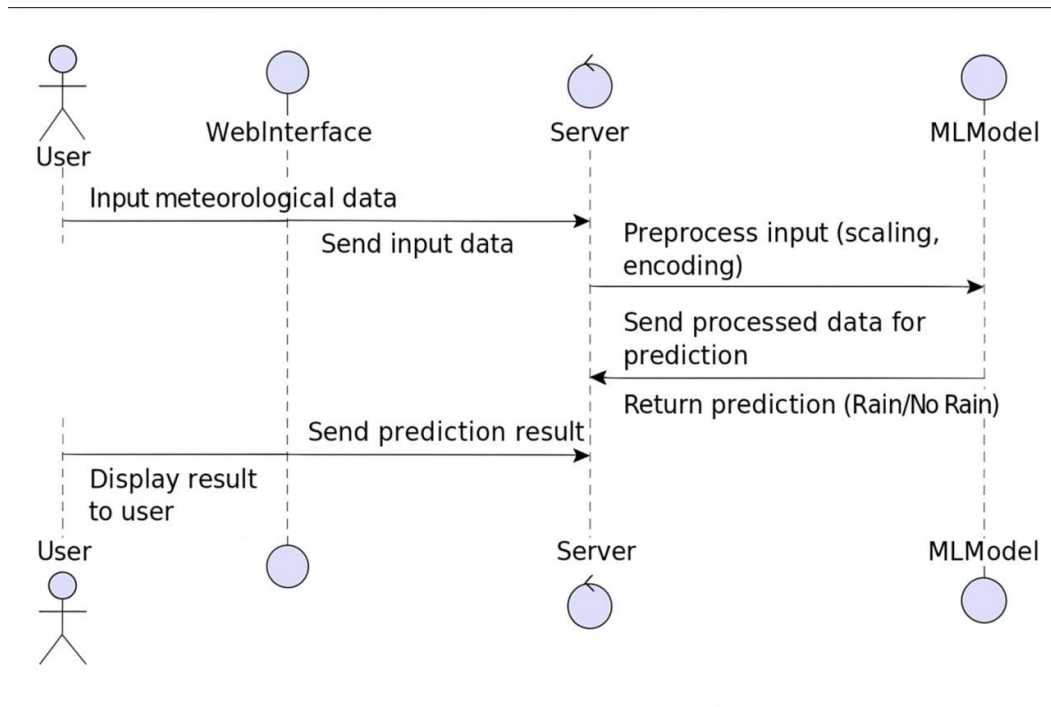 User
WebInterface
Server
MLModel
Input meteorological data
Send input data
Preprocess input (scaling,
encoding)
Send processed data for
prediction
Return prediction (Rain/No Rain)
Send prediction result
Display result
to user
User
Server
MLModel